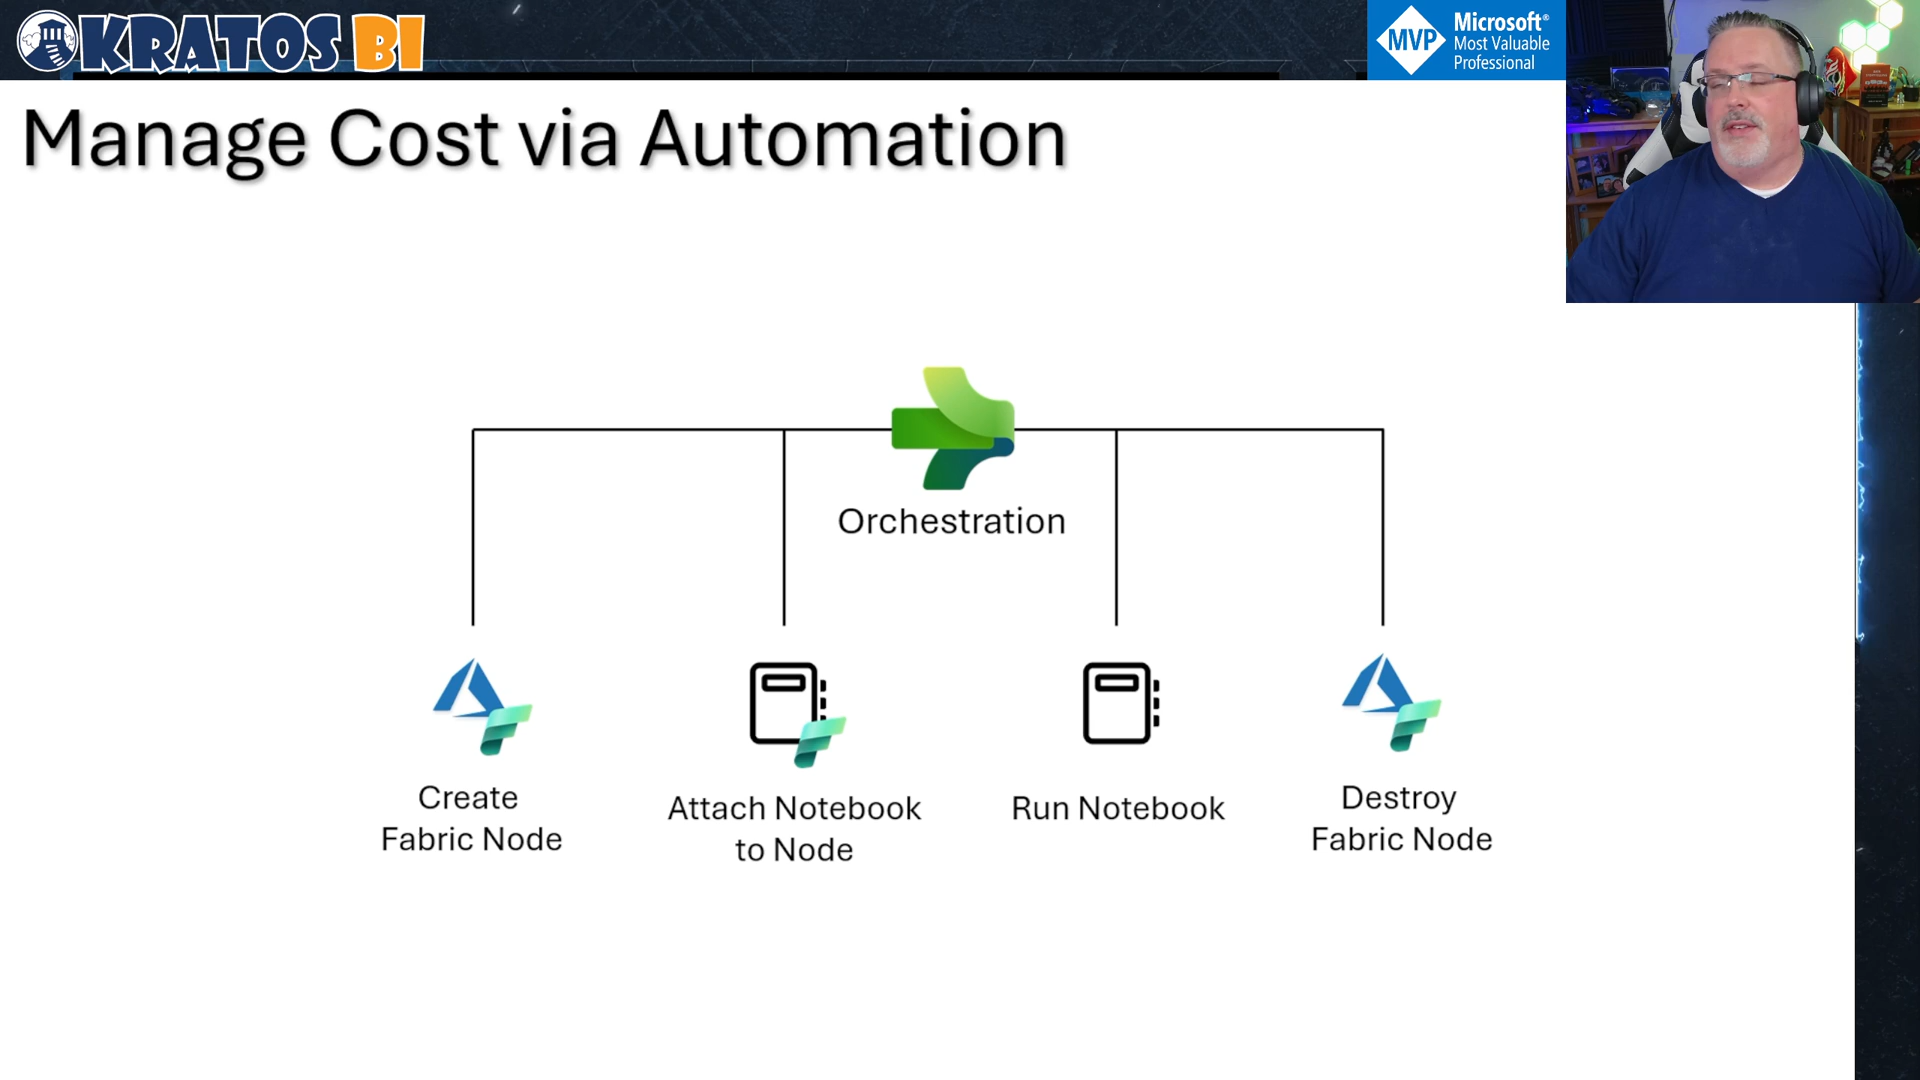 KRATOS BI
MVP
Microsoft®
Most Valuable
Professional
Manage Cost via Automation
Orchestration
Create
Fabric Node
Attach Notebook
to Node
Run Notebook
Destroy
Fabric Node